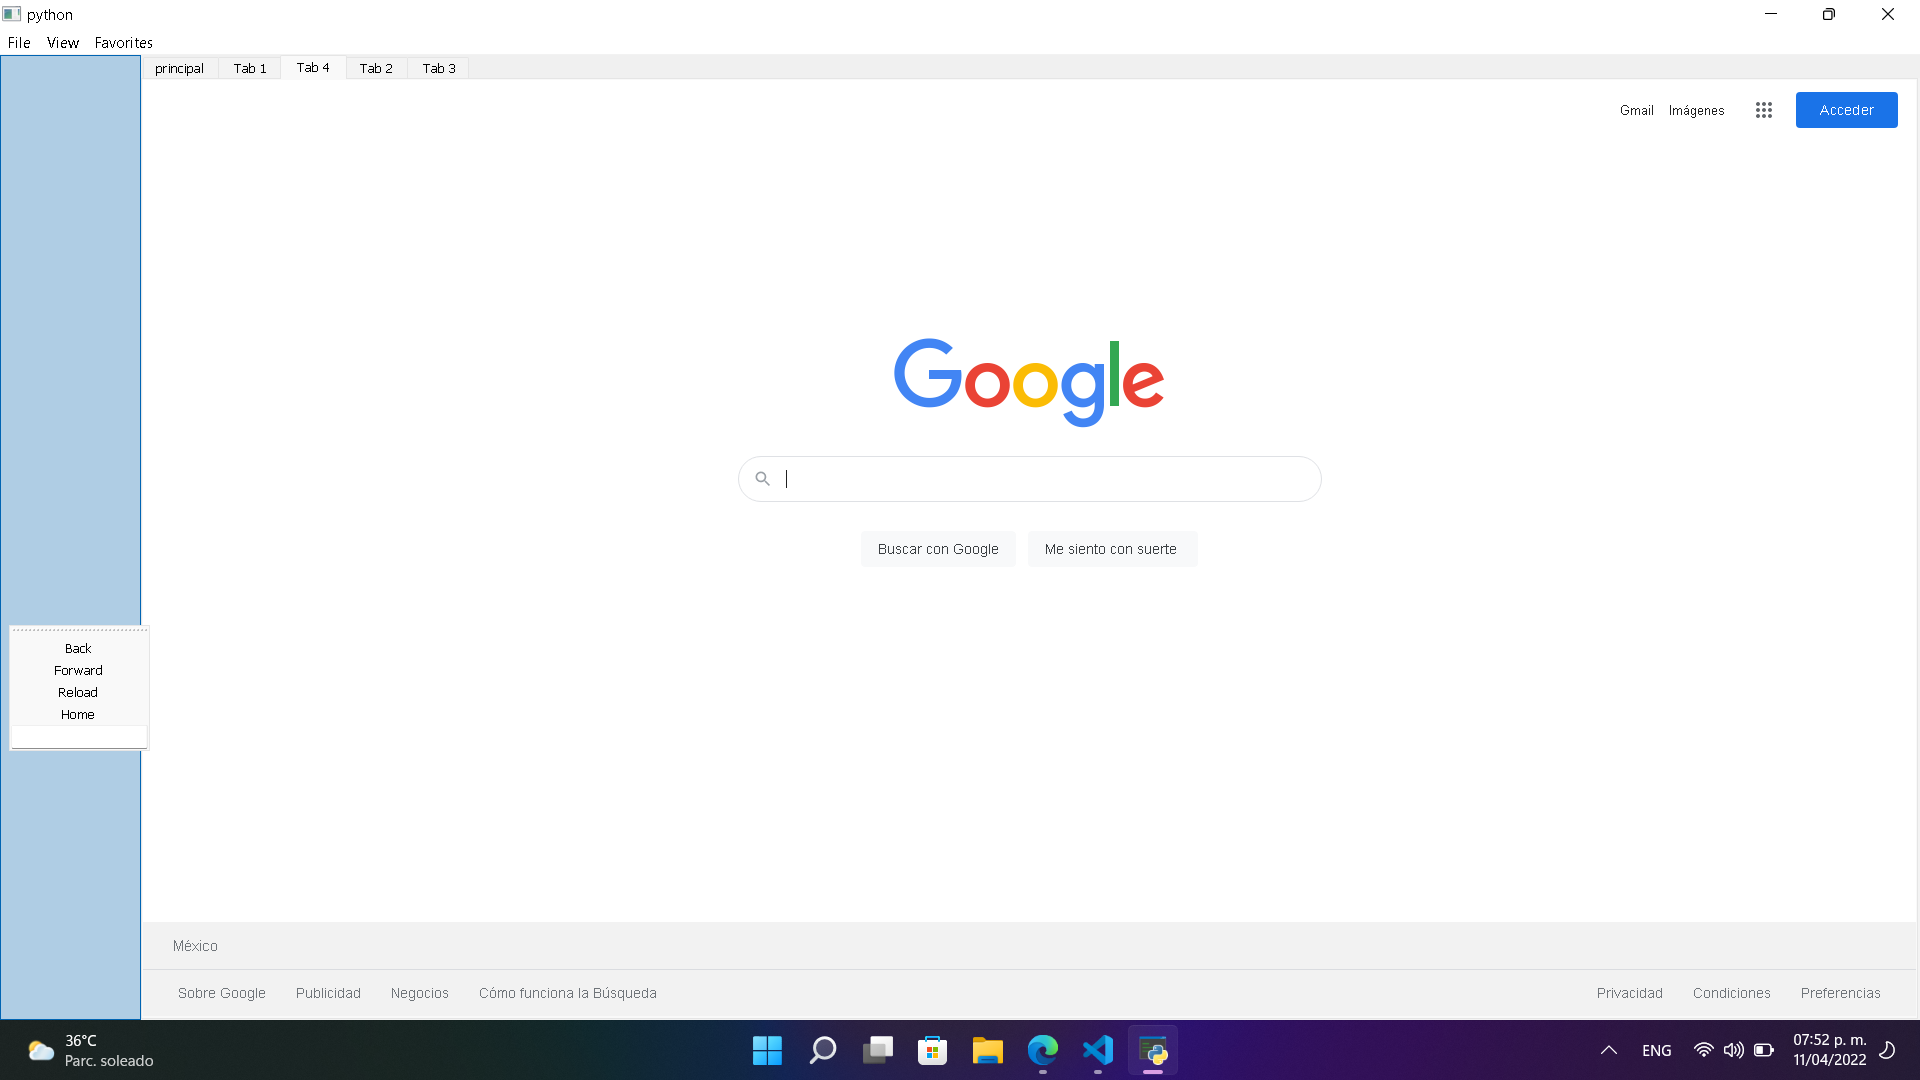 python
File View Favorites
principal Tab 1 Tab 4 Tab 2 Tab 3
Gmail Imágenes Acceder
Google
Buscar con Google Me siento con suerte
Back
Forward
Reload
Home
México
Sobre Google Publicidad Negocios Cómo funciona la Búsqueda Privacidad Condiciones Preferencias
36°C
Parc. soleado
ENG
07:52 p. m.
11/04/2022